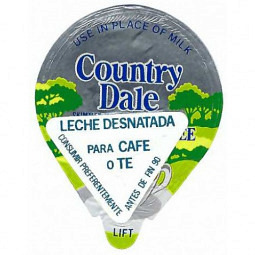 USE IN PLACE OF MILK
Country
Dale
LECHE DESNATADA
PARA CAFE
O TE
CONSUMIR PREFERENTEMENTE
ANTES DE FIN 90
LIFT